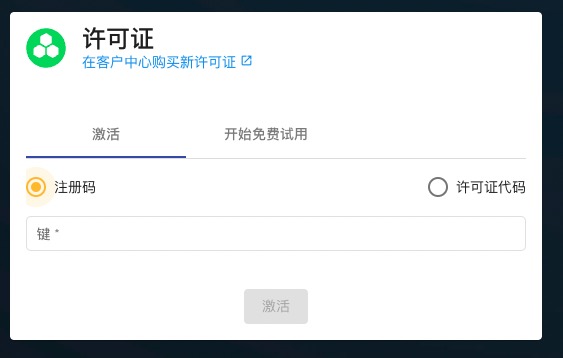 许可证
在客户中心购买新许可证
激活
开始免费试用
注册码
许可证代码
键 *
激活